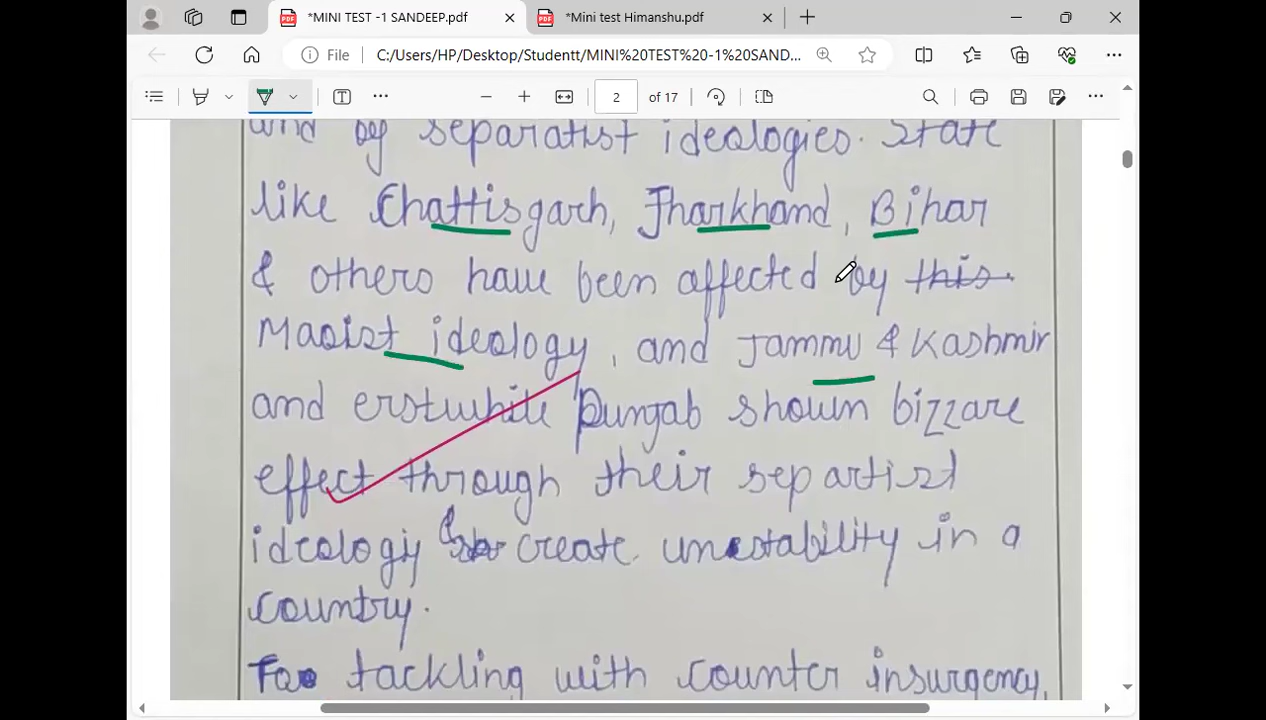 *MINI TEST -1 SANDEEP.pdf
*Mini test Himanshu.pdf
File
C:/Users/HP/Desktop/Studentt/MINI%20TEST%20-1%20SAND...
2 of 17
and by separatist ideologies. State
like Chattisgarh, Jharkhand, Bihar
& others have been affected by this
Maoist ideology, and Jammu & Kashmir
and erstwhile Punjab shown bizzare
effect through their separtist
ideology create unestability in a
country.
tackling with counter insurgency,